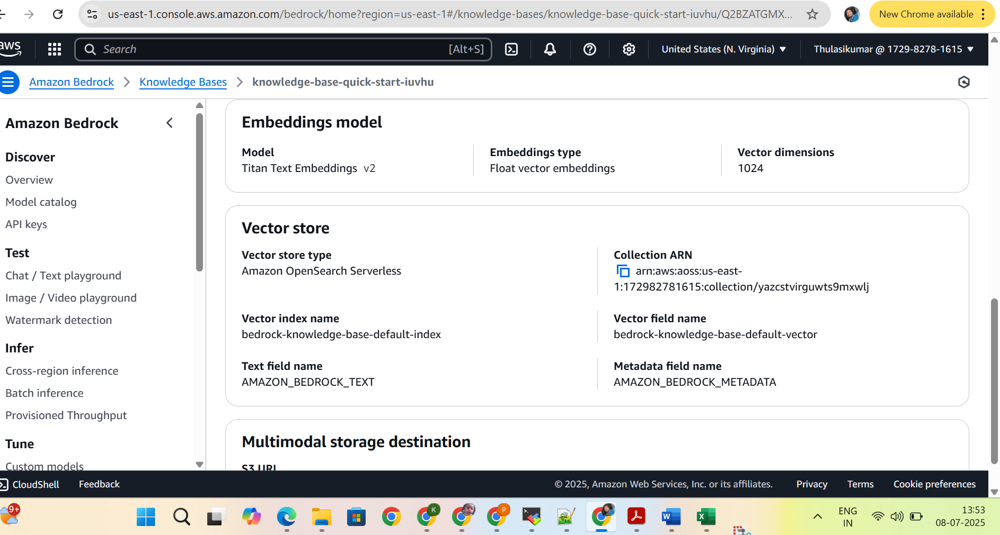 us-east-1.console.aws.amazon.com/bedrock/home?region=us-east-1#/knowledge-bases/knowledge-base-quick-start-iuvhu/Q2BZATGMX...
New Chrome available
aws
Search
[Alt+S]
United States (N. Virginia)
Thulasikumar @ 1729-8278-1615
Amazon Bedrock
Knowledge Bases
knowledge-base-quick-start-iuvhu
Amazon Bedrock
Discover
Overview
Model catalog
API keys
Test
Chat / Text playground
Image / Video playground
Watermark detection
Infer
Cross-region inference
Batch inference
Provisioned Throughput
Tune
Custom models
Embeddings model
Model
Titan Text Embeddings v2
Embeddings type
Float vector embeddings
Vector dimensions
1024
Vector store
Vector store type
Amazon OpenSearch Serverless
Collection ARN
arn:aws:aoss:us-east-
1:172982781615:collection/yazcstvirguwts9mxwlj
Vector index name
bedrock-knowledge-base-default-index
Vector field name
bedrock-knowledge-base-default-vector
Text field name
AMAZON_BEDROCK_TEXT
Metadata field name
AMAZON_BEDROCK_METADATA
Multimodal storage destination
S3 URI
CloudShell
Feedback
© 2025, Amazon Web Services, Inc. or its affiliates.
Privacy
Terms
Cookie preferences
9+
K
P
W
X
ENG
IN
13:53
08-07-2025